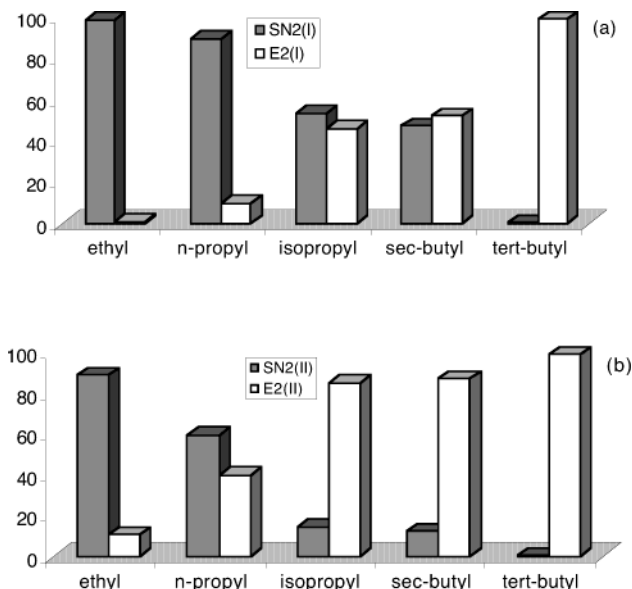 100
80
60
40
20
0
SN2(I)
E2(I)
(a)
ethyl n-propyl isopropyl sec-butyl tert-butyl
100
80
60
40
20
0
SN2(II)
E2(II)
(b)
ethyl n-propyl isopropyl sec-butyl tert-butyl